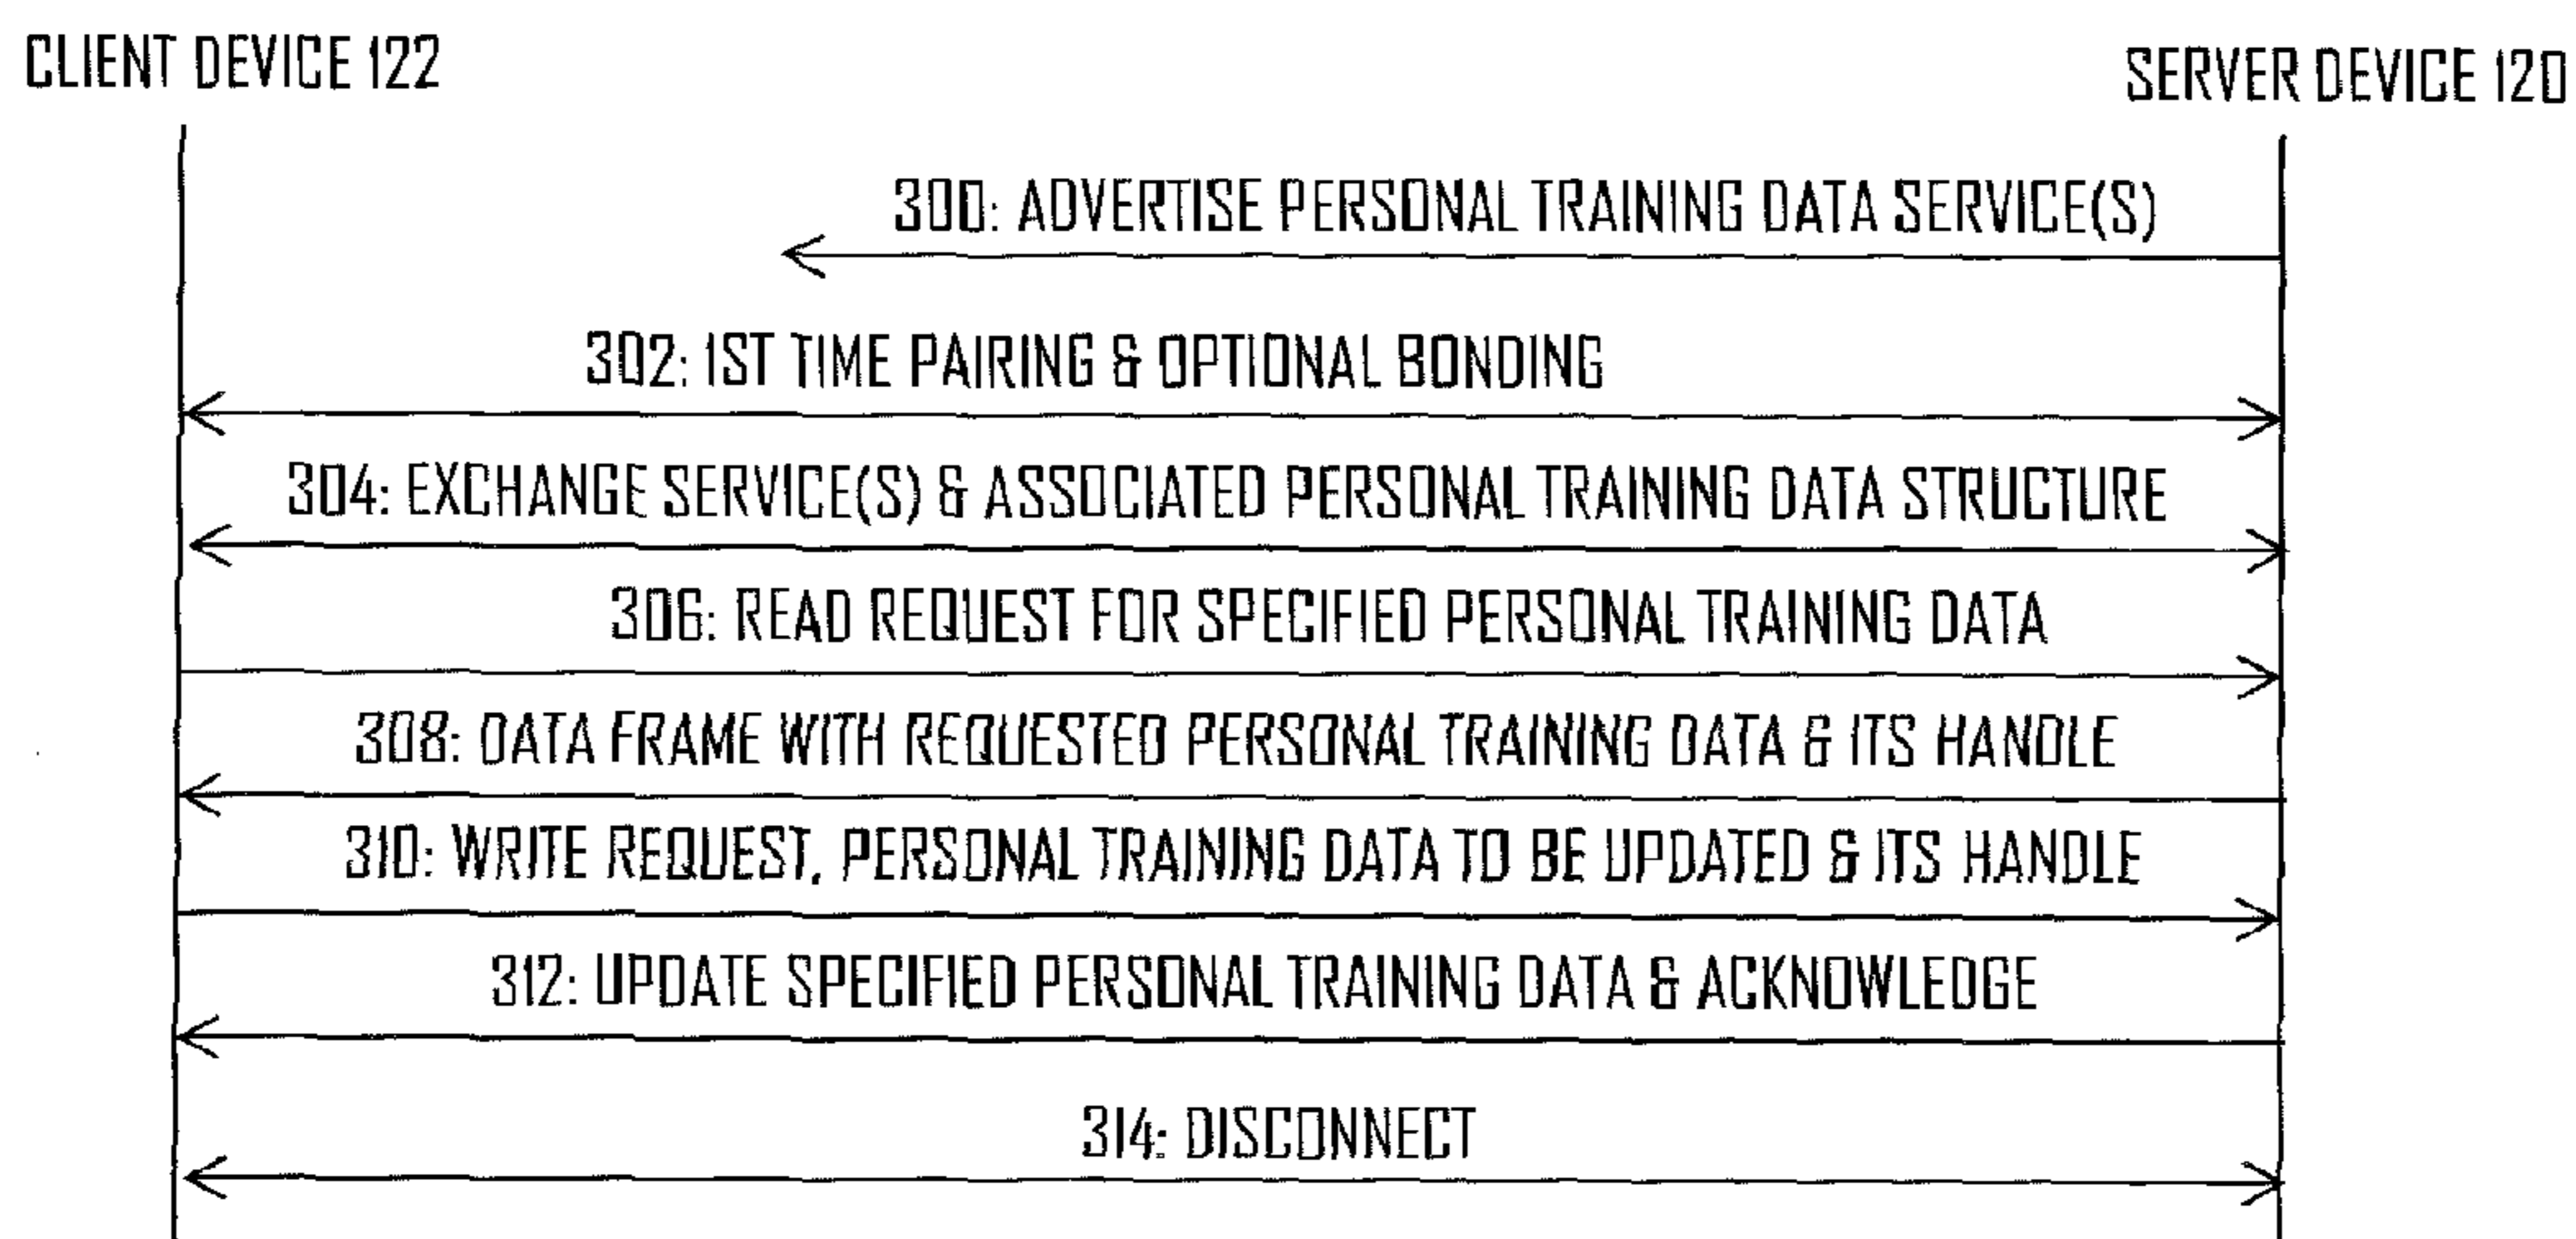 CLIENT DEVICE 122
SERVER DEVICE 120
300: ADVERTISE PERSONAL TRAINING DATA SERVICE(S)
302: 1ST TIME PAIRING & OPTIONAL BONDING
304: EXCHANGE SERVICE(S) & ASSOCIATED PERSONAL TRAINING DATA STRUCTURE
306: READ REQUEST FOR SPECIFIED PERSONAL TRAINING DATA
308: DATA FRAME WITH REQUESTED PERSONAL TRAINING DATA & ITS HANDLE
310: WRITE REQUEST, PERSONAL TRAINING DATA TO BE UPDATED & ITS HANDLE
312: UPDATE SPECIFIED PERSONAL TRAINING DATA & ACKNOWLEDGE
314: DISCONNECT